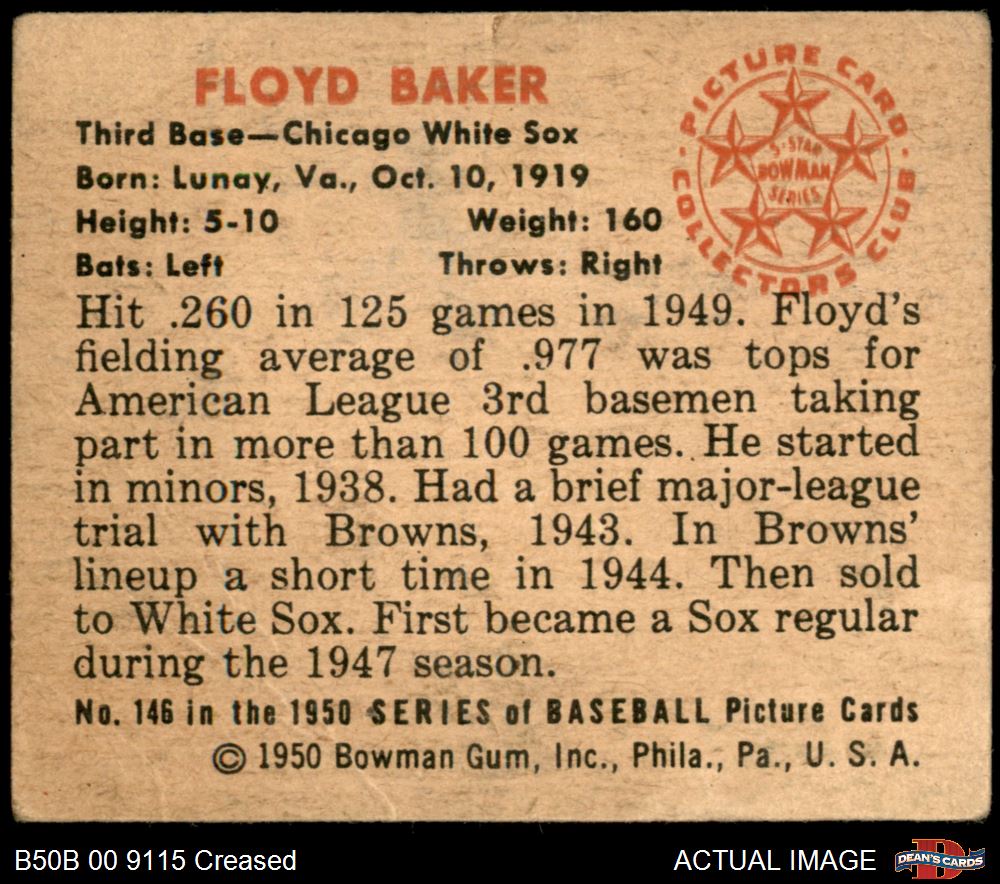 FLOYD BAKER
Third Base—Chicago White Sox
Born: Lunay, Va., Oct. 10, 1919
Height: 5-10 Weight: 160
Bats: Left Throws: Right
PICTURE CARD COLLECTORS CLUB
5-STAR
BOWMAN
SERIES
Hit .260 in 125 games in 1949. Floyd's
fielding average of .977 was tops for
American League 3rd basemen taking
part in more than 100 games. He started
in minors, 1938. Had a brief major-league
trial with Browns, 1943. In Browns'
lineup a short time in 1944. Then sold
to White Sox. First became a Sox regular
during the 1947 season.
No. 146 in the 1950 SERIES of BASEBALL Picture Cards
© 1950 Bowman Gum, Inc., Phila., Pa., U. S. A.
B50B 00 9115 Creased
ACTUAL IMAGE
DEAN'S CARDS